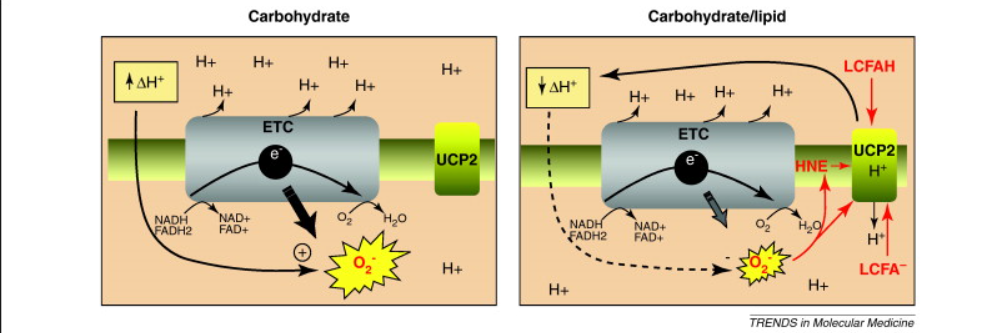 Carbohydrate
H+ H+ H+ H+
↑ ΔH+
H+ H+ H+
ETC
e-
UCP2
NADH
FADH2
NAD+
FAD+
O2 H2O
+
O2-
H+
Carbohydrate/lipid
LCFAH
↓ ΔH+
H+ H+ H+ H+
ETC
e-
UCP2
HNE H+
NADH
FADH2
NAD+
FAD+
O2 H2O
H+
-
O2-
LCFA-
H+ H+
TRENDS in Molecular Medicine